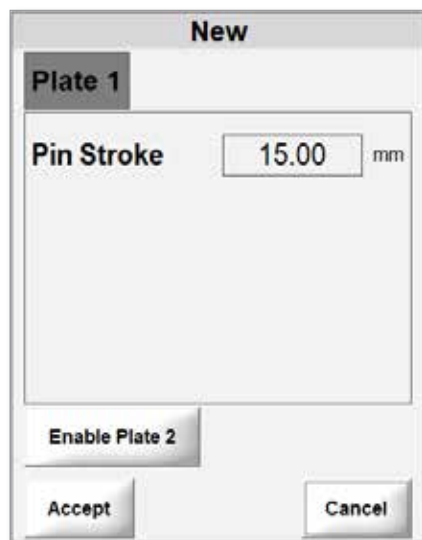 New
Plate 1
Pin Stroke 15.00 mm
Enable Plate 2
Accept Cancel